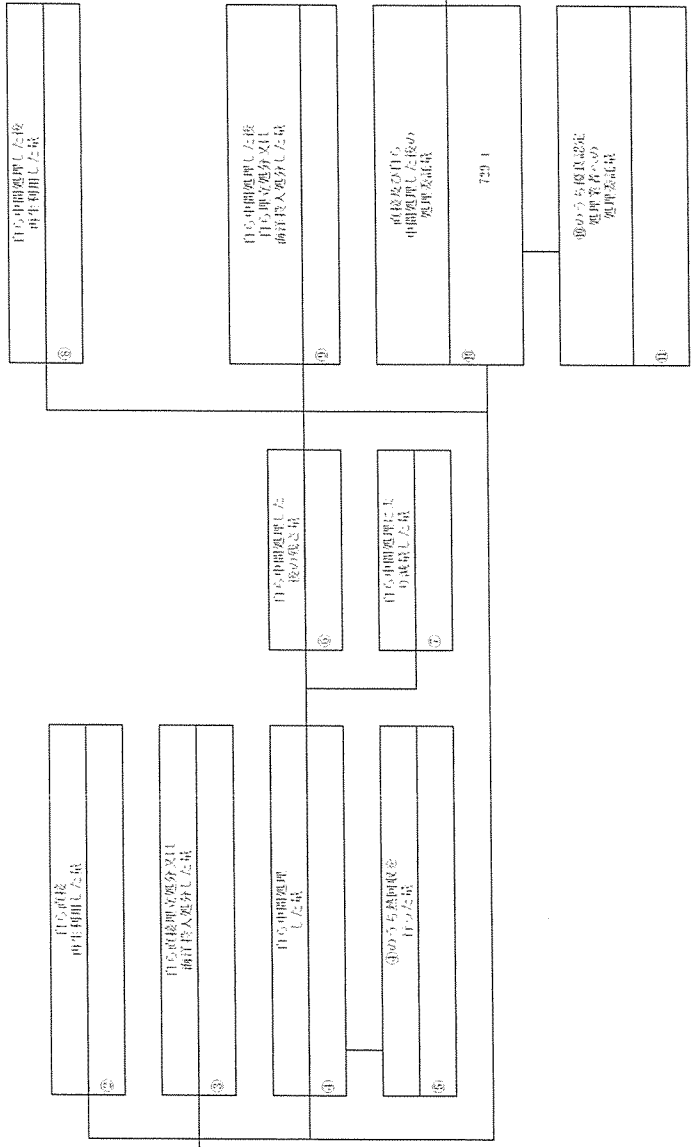 自ら直接
再生利用した量
②
自ら直接埋立処分又は
海洋投入処分した量
③
自ら中間処理
した量
④
④のうち熱回収を
行った量
⑤
自ら中間処理した
後の残さ量
⑥
自ら中間処理によ
り減量した量
⑦
自ら中間処理した後
再生利用した量
⑧
自ら中間処理した後
自ら埋立処分又は
海洋投入処分した量
⑨
直接及び自ら
中間処理した後の
処理委託量
⑩
⑩のうち優良認定
処理業者への
処理委託量
⑪